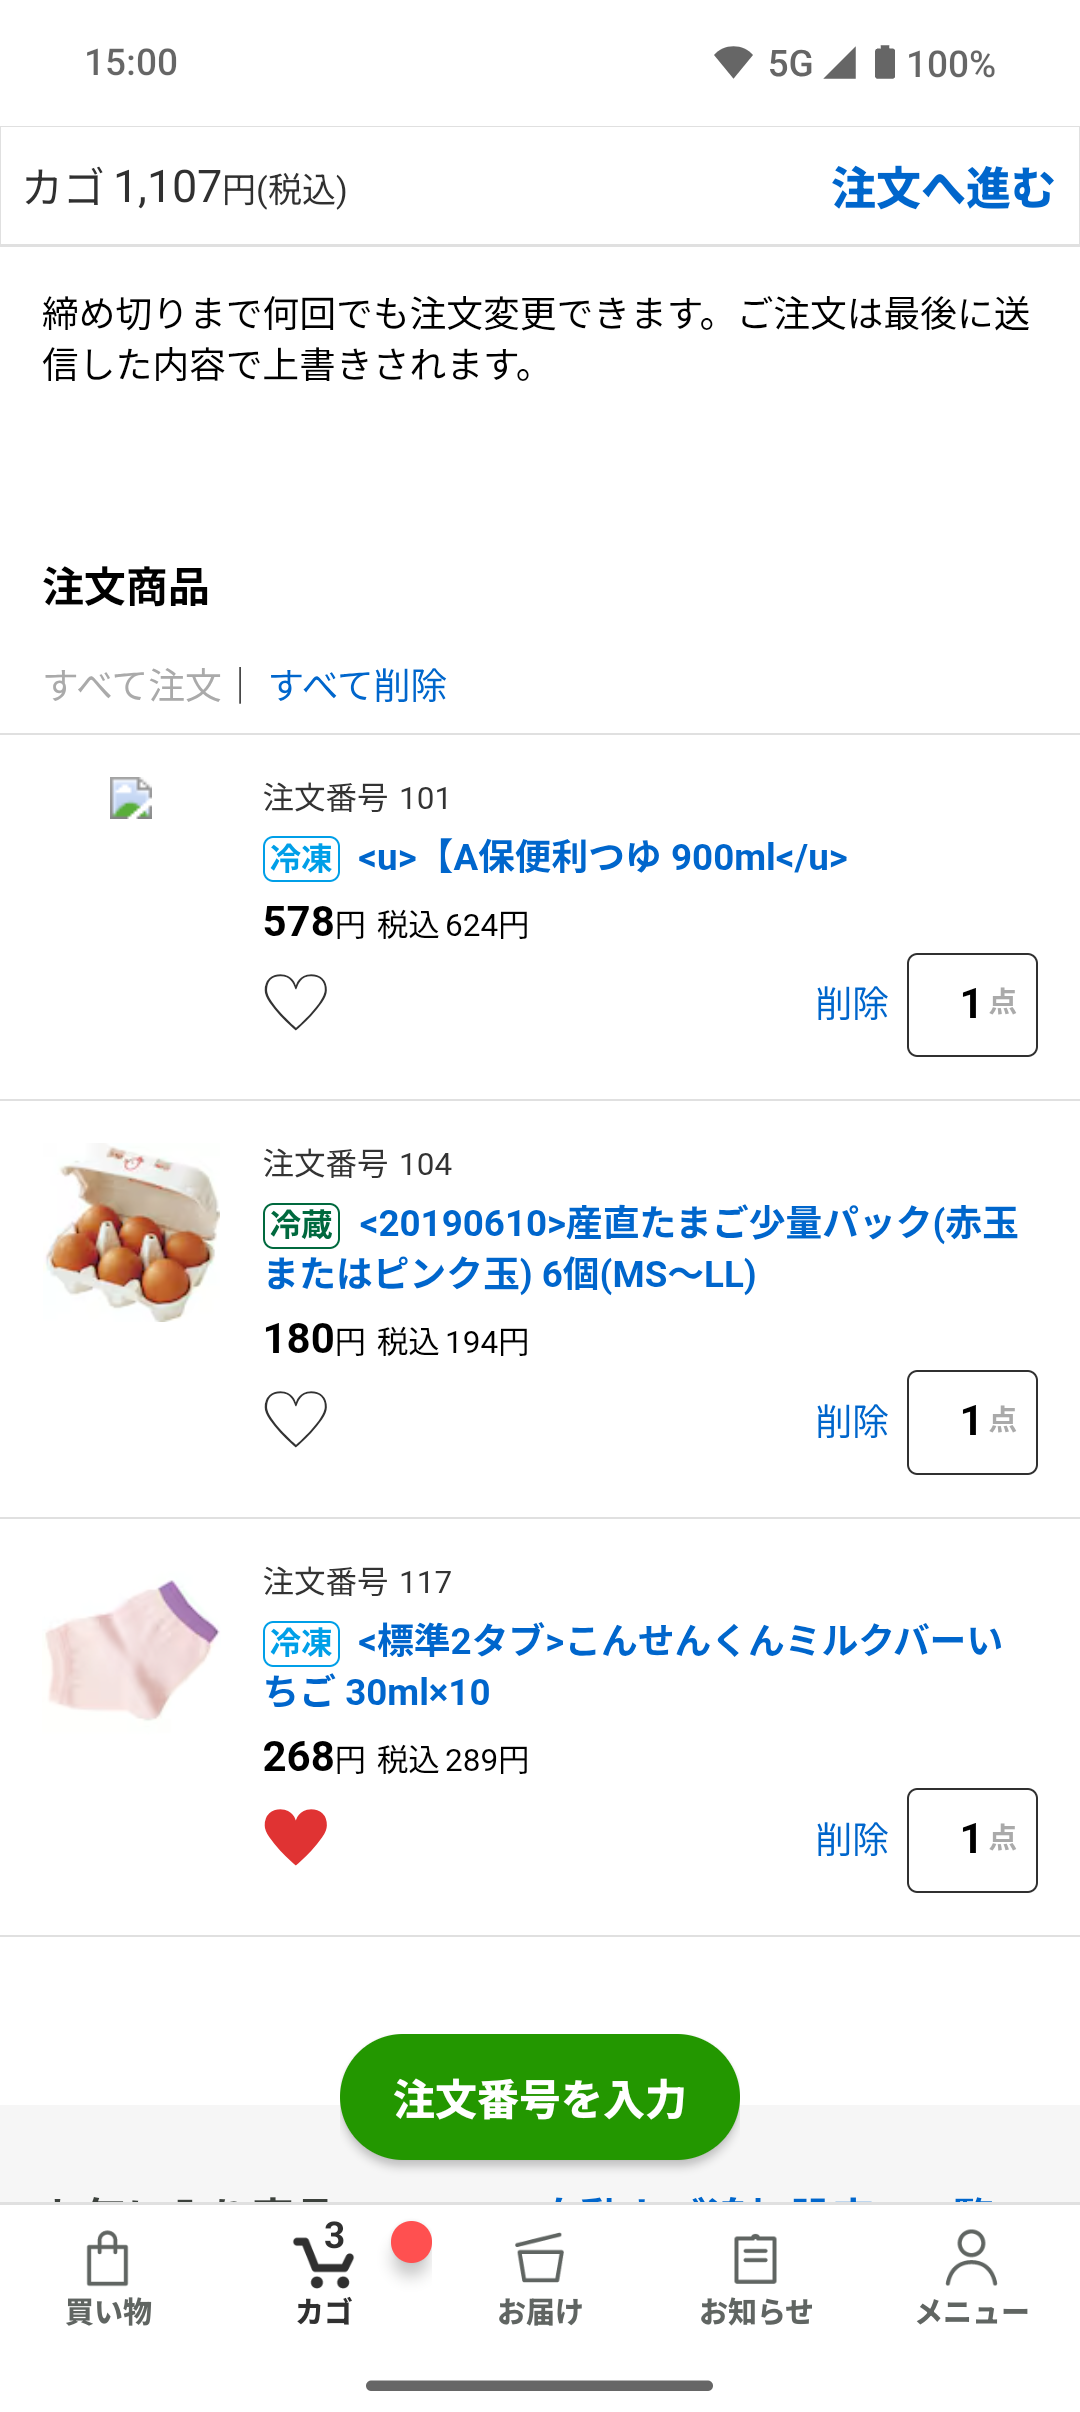 15:00
5G 100%
カゴ 1,107円(税込)
注文へ進む
締め切りまで何回でも注文変更できます。ご注文は最後に送
信した内容で上書きされます。
注文商品
すべて注文 | すべて削除
注文番号 101
冷凍 <u>【A保便利つゆ 900ml</u>
578円 税込 624円
削除 1 点
注文番号 104
冷蔵 <20190610>産直たまご少量パック(赤玉
またはピンク玉) 6個(MS〜LL)
180円 税込 194円
削除 1 点
注文番号 117
冷凍 <標準2タブ>こんせんくんミルクバーい
ちご 30ml×10
268円 税込 289円
削除 1 点
注文番号を入力
3
買い物
カゴ
お届け
お知らせ
メニュー